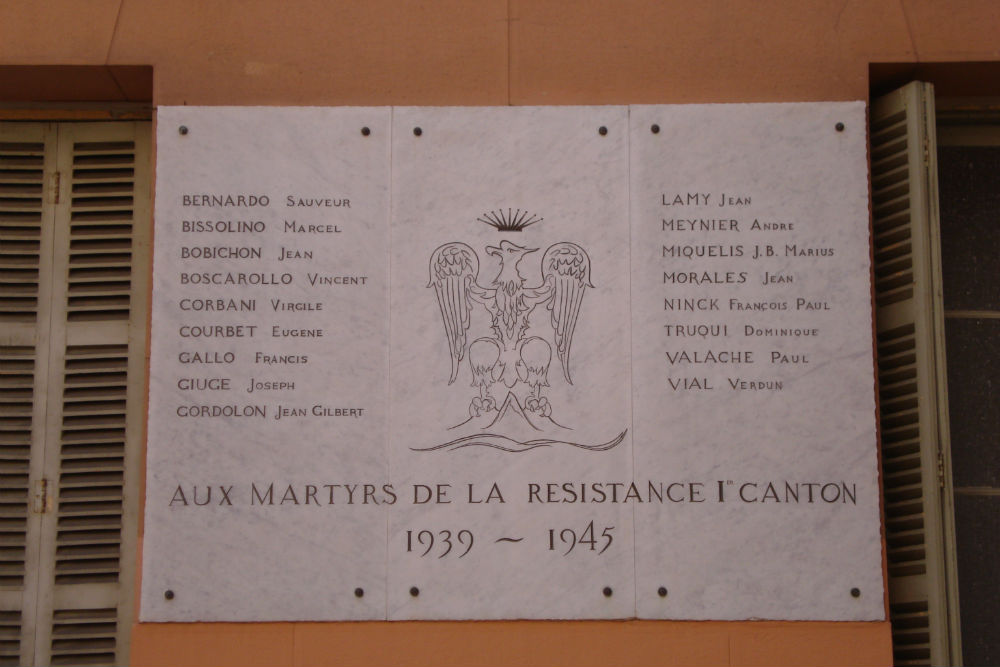 BERNARDO SAUVEUR
BISSOLINO MARCEL
BOBICHON JEAN
BOSCAROLLO VINCENT
CORBANI VIRGILE
COURBET EUGENE
GALLO FRANCIS
GIUGE JOSEPH
GORDOLON JEAN GILBERT
LAMY JEAN
MEYNIER ANDRE
MIQUELIS J.B. MARIUS
MORALES JEAN
NINCK FRANÇOIS PAUL
TRUQUI DOMINIQUE
VALACHE PAUL
VIAL VERDUN
AUX MARTYRS DE LA RESISTANCE Ier CANTON
1939 ~ 1945